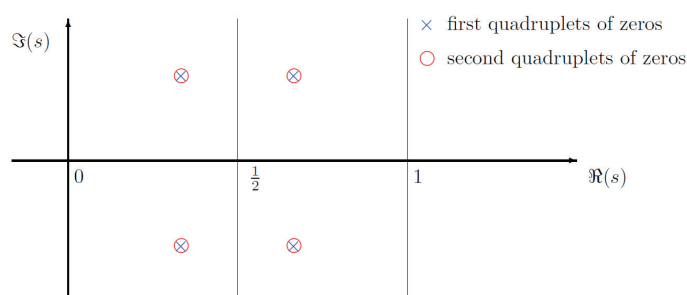 ℑ(s)
first quadruplets of zeros
second quadruplets of zeros
0
1/2
1
ℜ(s)